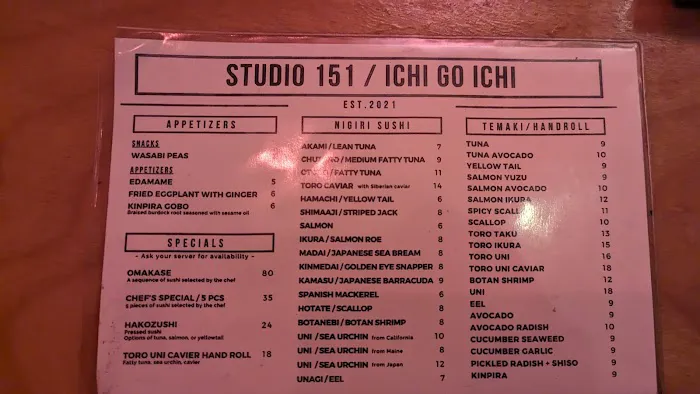 STUDIO 151 / ICHI GO ICHI
EST.2021
APPETIZERS
SNACKS
WASABI PEAS
APPETIZERS
EDAMAME 5
FRIED EGGPLANT WITH GINGER 6
KINPIRA GOBO 6
Braised burdock root seasoned with sesame oil
SPECIALS
- Ask your server for availability -
OMAKASE 80
A sequence of sushi selected by the chef
CHEF'S SPECIAL / 5 PCS 35
5 pieces of sushi selected by the chef
HAKOZUSHI 24
Pressed sushi
Options of tuna, salmon, or yellowtail
TORO UNI CAVIER HAND ROLL 18
Fatty tuna, sea urchin, caviar
NIGIRI SUSHI
AKAMI / LEAN TUNA 7
CHUTORO / MEDIUM FATTY TUNA 9
OTORO / FATTY TUNA 11
TORO CAVIAR with Siberian caviar 14
HAMACHI / YELLOW TAIL 6
SHIMAAJI / STRIPED JACK 8
SALMON 6
IKURA / SALMON ROE 8
MADAI / JAPANESE SEA BREAM 8
KINMEDAI / GOLDEN EYE SNAPPER 8
KAMASU / JAPANESE BARRACUDA 9
SPANISH MACKEREL 6
HOTATE / SCALLOP 8
BOTANEBI / BOTAN SHRIMP 8
UNI / SEA URCHIN from California 10
UNI / SEA URCHIN from Maine 8
UNI / SEA URCHIN from Japan 12
UNAGI / EEL 7
TEMAKI/HANDROLL
TUNA 9
TUNA AVOCADO 10
YELLOW TAIL 9
SALMON YUZU 9
SALMON AVOCADO 10
SALMON IKURA 12
SPICY SCALLOP 11
SCALLOP 10
TORO TAKU 13
TORO IKURA 15
TORO UNI 16
TORO UNI CAVIAR 18
BOTAN SHRIMP 12
UNI 18
EEL 9
AVOCADO 9
AVOCADO RADISH 10
CUCUMBER SEAWEED 9
CUCUMBER GARLIC 9
PICKLED RADISH + SHISO 9
KINPIRA 9